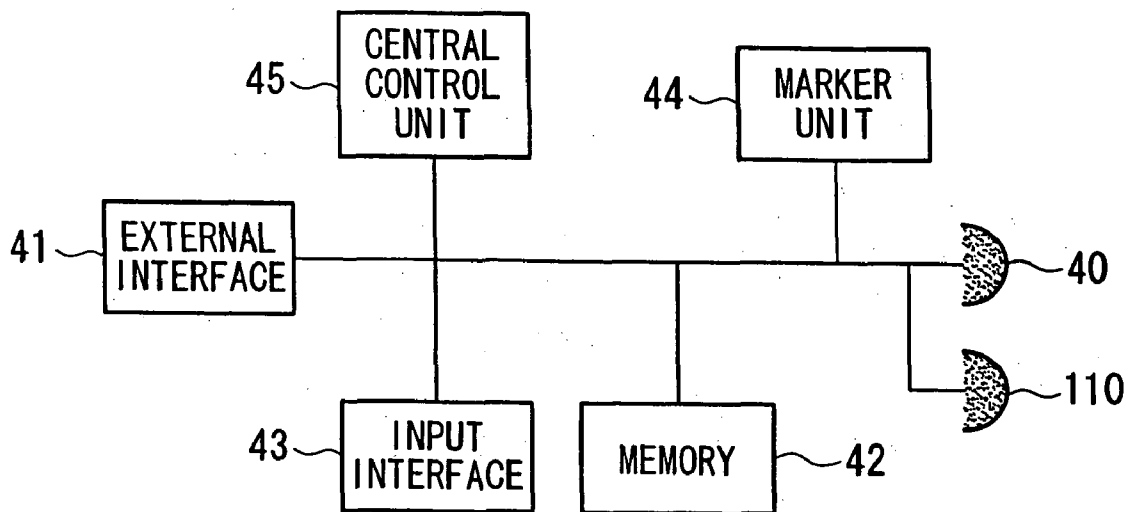 45
CENTRAL
CONTROL
UNIT
44
MARKER
UNIT
41
EXTERNAL
INTERFACE
40
110
43
INPUT
INTERFACE
MEMORY
42